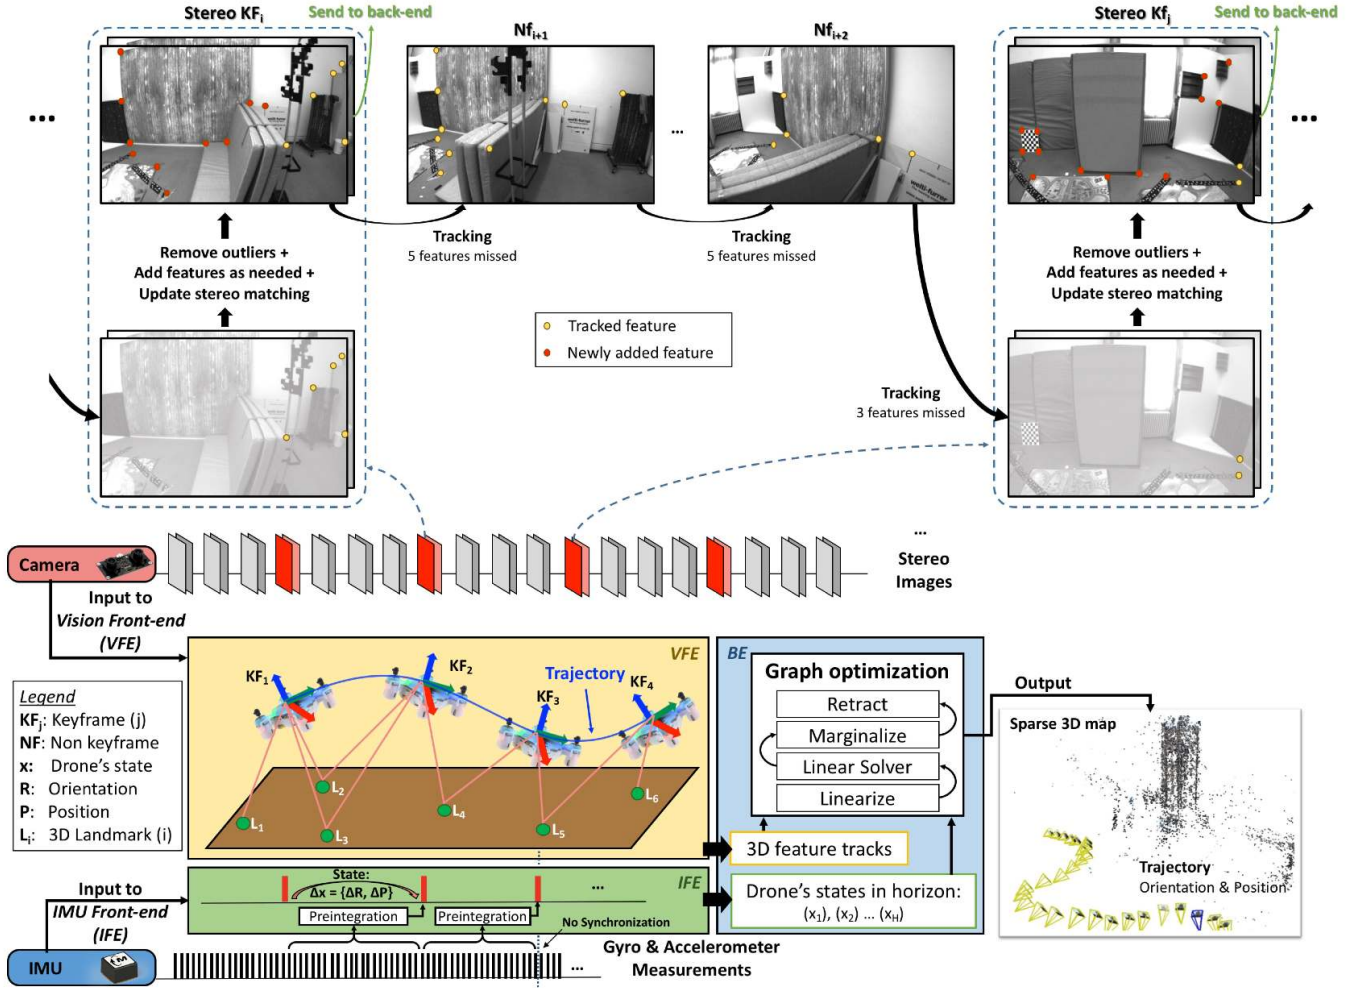 Stereo KFi
Send to back-end
Nfi+1
Nfi+2
Stereo Kfj
Send to back-end
...
...
...
welli-furrer
welli-furrer
welli-furrer
Tracking
5 features missed
Tracking
5 features missed
Remove outliers +
Add features as needed +
Update stereo matching
Remove outliers +
Add features as needed +
Update stereo matching
Tracked feature
Newly added feature
Tracking
3 features missed
Camera
...
Stereo
Images
Input to
Vision Front-end
(VFE)
VFE
KF1
KF2
KF3
KF4
Trajectory
L1
L2
L3
L4
L5
L6
BE
Graph optimization
Retract
Marginalize
Linear Solver
Linearize
3D feature tracks
Drone's states in horizon:
(x1), (x2) ... (xH)
Output
Sparse 3D map
Trajectory
Orientation & Position
Legend
KFj: Keyframe (j)
NF: Non keyframe
x: Drone's state
R: Orientation
P: Position
Li: 3D Landmark (i)
Input to
IMU Front-end
(IFE)
IFE
State:
Δx = {ΔR, ΔP}
...
Preintegration
Preintegration
No Synchronization
Gyro & Accelerometer
Measurements
...
IMU